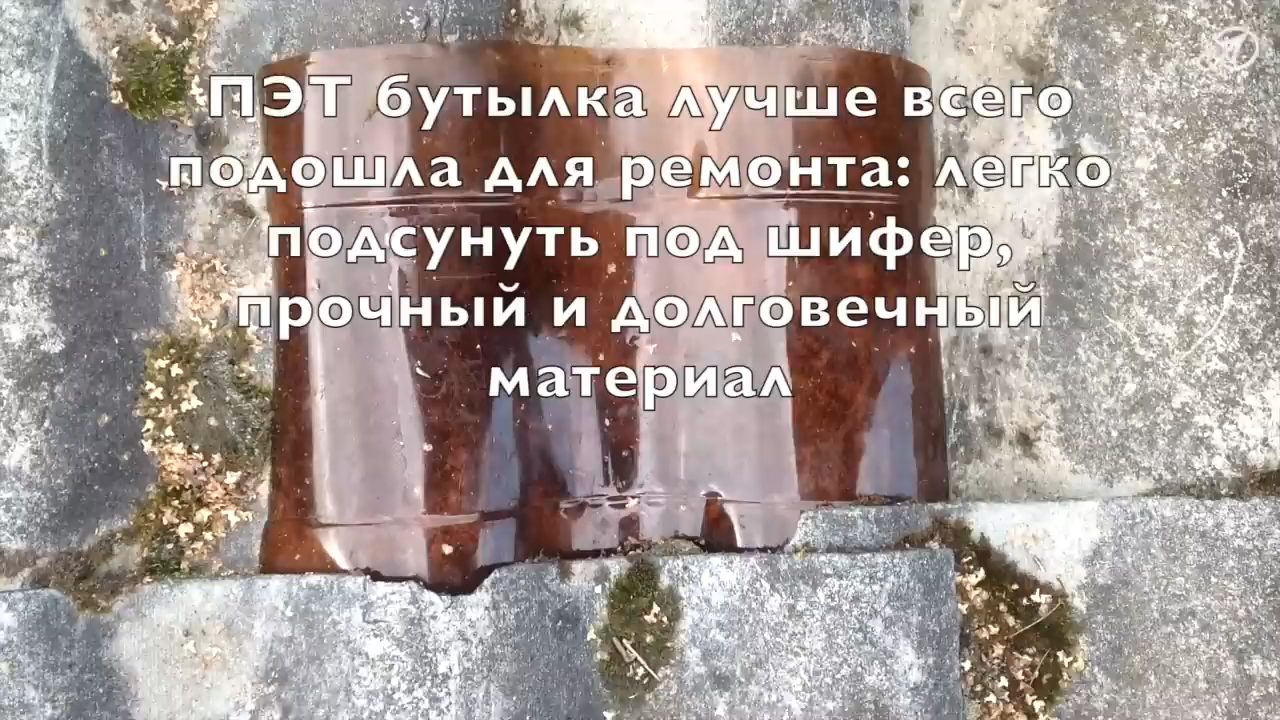 ПЭТ бутылка лучше всего
подошла для ремонта: легко
подсунуть под шифер,
прочный и долговечный
материал